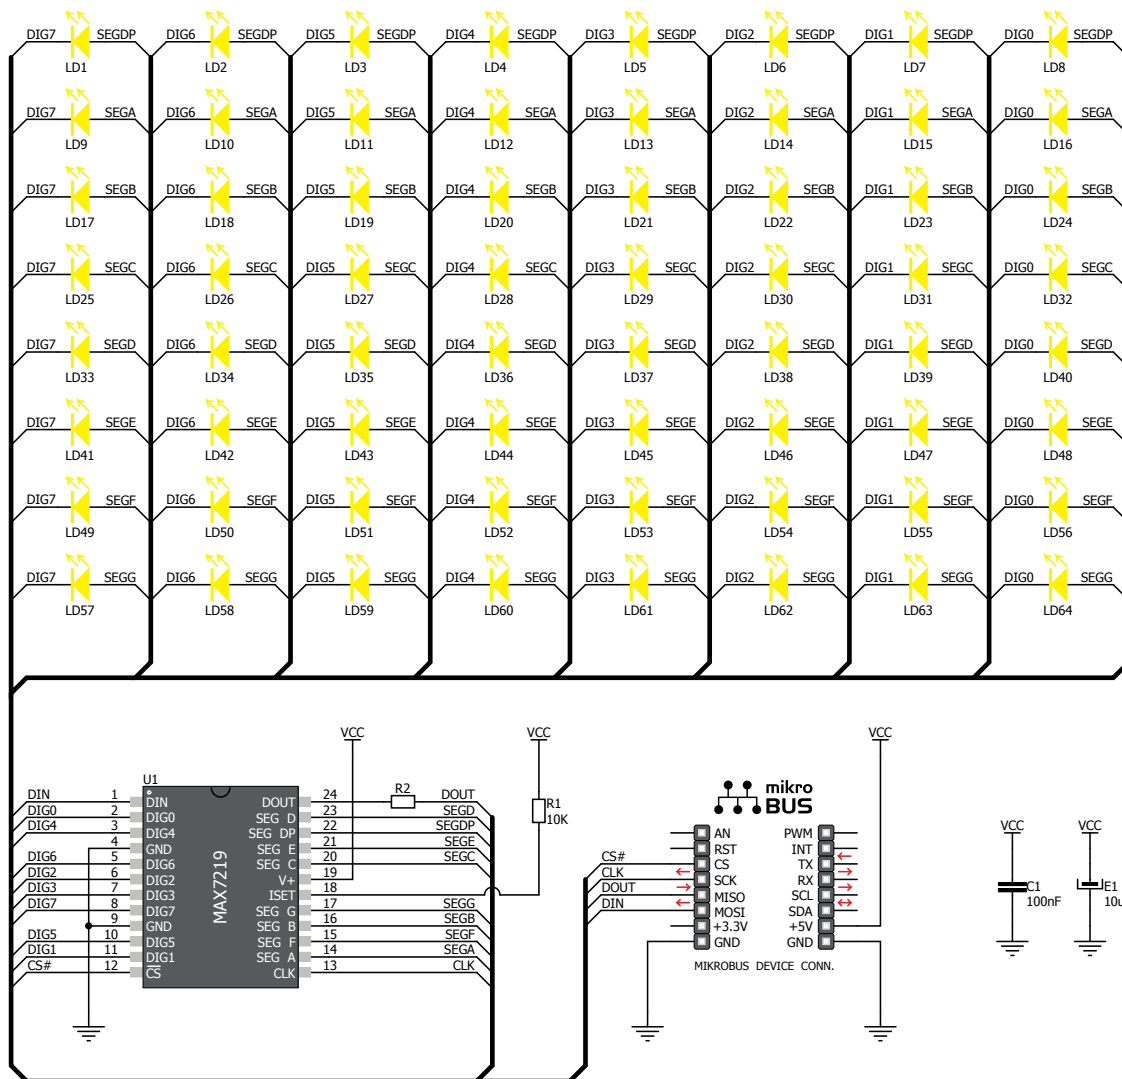 DIG7 SEGDP DIG6 SEGDP DIG5 SEGDP DIG4 SEGDP DIG3 SEGDP DIG2 SEGDP DIG1 SEGDP DIG0 SEGDP
LD1 LD2 LD3 LD4 LD5 LD6 LD7 LD8
DIG7 SEGA DIG6 SEGA DIG5 SEGA DIG4 SEGA DIG3 SEGA DIG2 SEGA DIG1 SEGA DIG0 SEGA
LD9 LD10 LD11 LD12 LD13 LD14 LD15 LD16
DIG7 SEGB DIG6 SEGB DIG5 SEGB DIG4 SEGB DIG3 SEGB DIG2 SEGB DIG1 SEGB DIG0 SEGB
LD17 LD18 LD19 LD20 LD21 LD22 LD23 LD24
DIG7 SEGC DIG6 SEGC DIG5 SEGC DIG4 SEGC DIG3 SEGC DIG2 SEGC DIG1 SEGC DIG0 SEGC
LD25 LD26 LD27 LD28 LD29 LD30 LD31 LD32
DIG7 SEGD DIG6 SEGD DIG5 SEGD DIG4 SEGD DIG3 SEGD DIG2 SEGD DIG1 SEGD DIG0 SEGD
LD33 LD34 LD35 LD36 LD37 LD38 LD39 LD40
DIG7 SEGE DIG6 SEGE DIG5 SEGE DIG4 SEGE DIG3 SEGE DIG2 SEGE DIG1 SEGE DIG0 SEGE
LD41 LD42 LD43 LD44 LD45 LD46 LD47 LD48
DIG7 SEGF DIG6 SEGF DIG5 SEGF DIG4 SEGF DIG3 SEGF DIG2 SEGF DIG1 SEGF DIG0 SEGF
LD49 LD50 LD51 LD52 LD53 LD54 LD55 LD56
DIG7 SEGG DIG6 SEGG DIG5 SEGG DIG4 SEGG DIG3 SEGG DIG2 SEGG DIG1 SEGG DIG0 SEGG
LD57 LD58 LD59 LD60 LD61 LD62 LD63 LD64
VCC VCC VCC
U1
MAX7219
DIN 1 DIN DOUT 24 R2 DOUT
DIG0 2 DIG0 SEG D 23 SEGD
DIG4 3 DIG4 SEG DP 22 SEGDP
4 GND SEG E 21 SEGE
DIG6 5 DIG6 SEG C 20 SEGC
DIG2 6 DIG2 V+ 19
DIG3 7 DIG3 ISET 18
DIG7 8 DIG7 SEG G 17 SEGG
9 GND SEG B 16 SEGB
DIG5 10 DIG5 SEG F 15 SEGF
DIG1 11 DIG1 SEG A 14 SEGA
CS# 12 CS CLK 13 CLK
R1
10K
mikro
BUS
AN PWM
RST INT
CS# CS TX
CLK SCK RX
DOUT MISO SCL
DIN MOSI SDA
+3.3V +5V
GND GND
MIKROBUS DEVICE CONN.
VCC VCC
C1
100nF
E1
10u